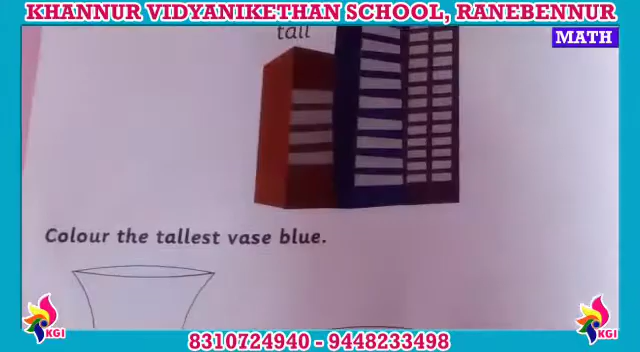 KHANNUR VIDYANIKETHAN SCHOOL, RANEBENNUR
MATH
tall
Colour the tallest vase blue.
KGI
KGI
8310724940 - 9448233498